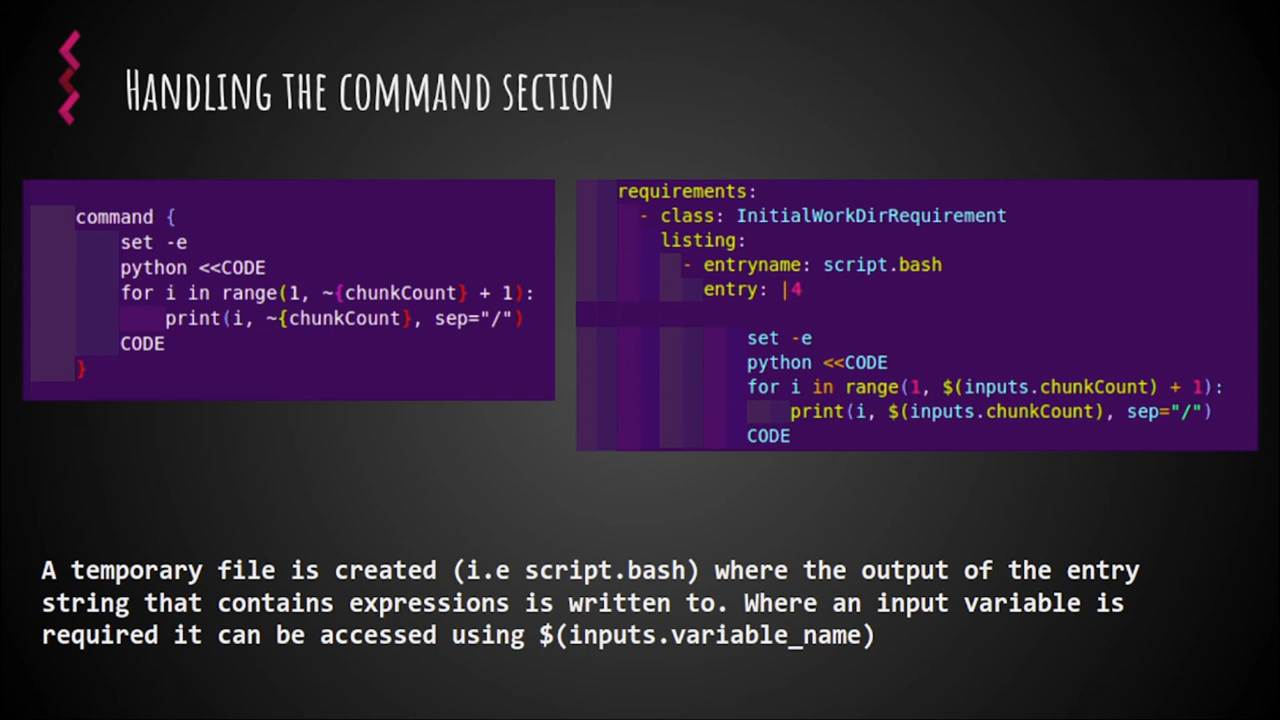 HANDLING THE COMMAND SECTION
command {
set -e
python <<CODE
for i in range(1, ~{chunkCount} + 1):
print(i, ~{chunkCount}, sep="/")
CODE
}
requirements:
- class: InitialWorkDirRequirement
listing:
- entryname: script.bash
entry: |4
set -e
python <<CODE
for i in range(1, $(inputs.chunkCount) + 1):
print(i, $(inputs.chunkCount), sep="/")
CODE
A temporary file is created (i.e script.bash) where the output of the entry
string that contains expressions is written to. Where an input variable is
required it can be accessed using $(inputs.variable_name)